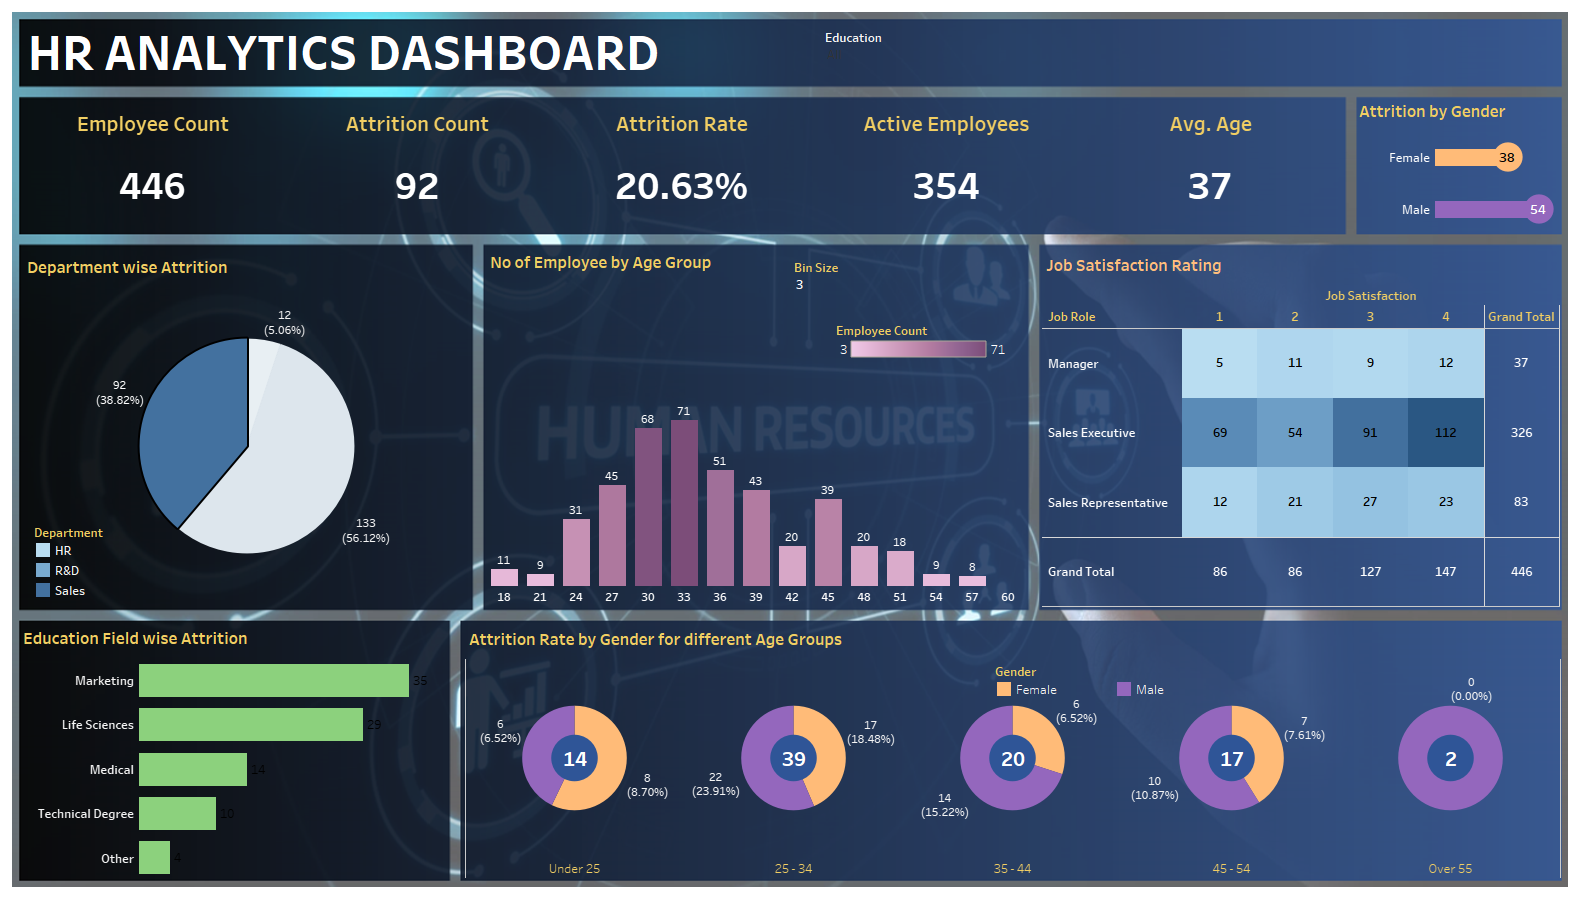 HR ANALYTICS DASHBOARD
Education
Employee Count
Attrition Count
Attrition Rate
Active Employees
Avg. Age
446
92
20.63%
354
37
Attrition by Gender
Female 38
Male 54
Department wise Attrition
12
(5.06%)
92
(38.82%)
133
(56.12%)
Department
HR
R&D
Sales
No of Employee by Age Group
Bin Size
3
Employee Count
3 71
HUMAN RESOURCES
11 9 31 45 68 71 51 43 20 39 20 18 9 8
18 21 24 27 30 33 36 39 42 45 48 51 54 57 60
Job Satisfaction Rating
Job Satisfaction
Job Role 1 2 3 4 Grand Total
Manager 5 11 9 12 37
Sales Executive 69 54 91 112 326
Sales Representative 12 21 27 23 83
Grand Total 86 86 127 147 446
Education Field wise Attrition
Marketing 35
Life Sciences 29
Medical 14
Technical Degree 10
Other 4
Attrition Rate by Gender for different Age Groups
Gender
Female Male
6
(6.52%)
14
8
(8.70%)
Under 25
17
(18.48%)
39
22
(23.91%)
25 - 34
6
(6.52%)
20
14
(15.22%)
35 - 44
7
(7.61%)
17
10
(10.87%)
45 - 54
0
(0.00%)
2
Over 55